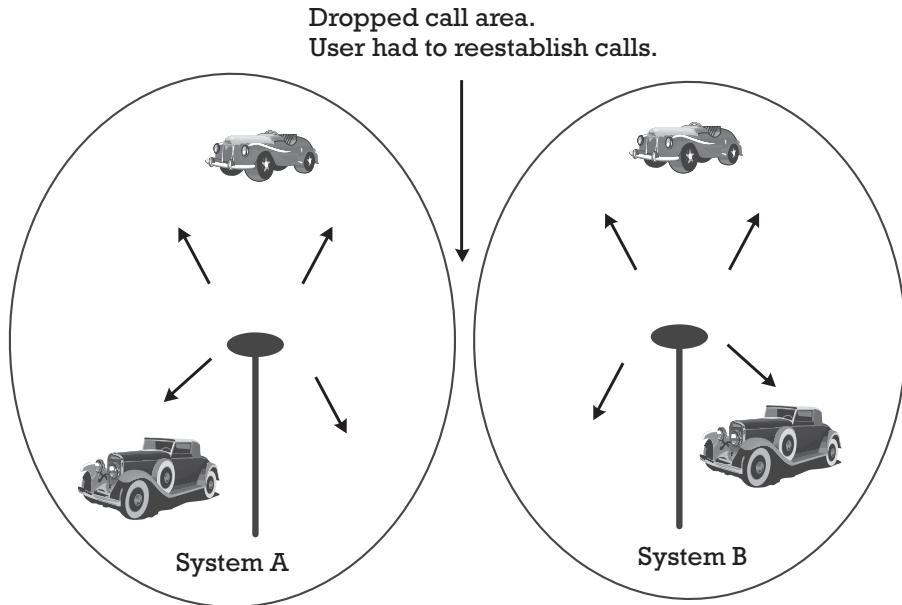 Dropped call area.
User had to reestablish calls.
System A
System B